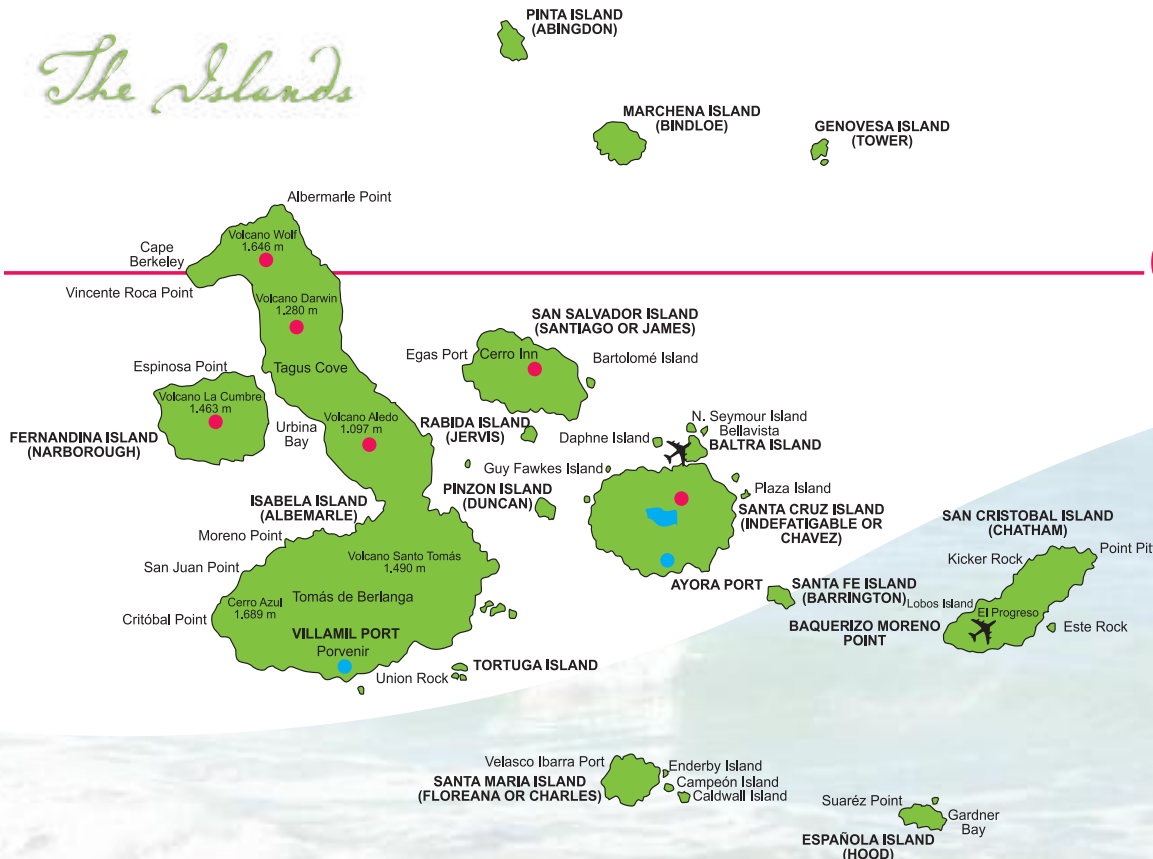 The Islands
PINTA ISLAND
(ABINGDON)
MARCHENA ISLAND
(BINDLOE)
GENOVESA ISLAND
(TOWER)
Albermarle Point
Volcano Wolf
1.646 m
Cape
Berkeley
Vincente Roca Point
Volcano Darwin
1.280 m
SAN SALVADOR ISLAND
(SANTIAGO OR JAMES)
Egas Port
Cerro Inn
Bartolomé Island
Espinosa Point
Tagus Cove
Volcano La Cumbre
1.463 m
FERNANDINA ISLAND
(NARBOROUGH)
Urbina
Bay
Volcano Aledo
1.097 m
RABIDA ISLAND
(JERVIS)
N. Seymour Island
Bellavista
Daphne Island
BALTRA ISLAND
Guy Fawkes Island
PINZON ISLAND
(DUNCAN)
Plaza Island
SANTA CRUZ ISLAND
(INDEFATIGABLE OR
CHAVEZ)
ISABELA ISLAND
(ALBEMARLE)
Moreno Point
SAN CRISTOBAL ISLAND
(CHATHAM)
Kicker Rock
Point Pit
Volcano Santo Tomás
1.490 m
San Juan Point
AYORA PORT
SANTA FE ISLAND
(BARRINGTON)
Cerro Azul
1.689 m
Tomás de Berlanga
Critóbal Point
Lobos Island
El Progreso
BAQUERIZO MORENO
POINT
Este Rock
VILLAMIL PORT
Porvenir
TORTUGA ISLAND
Union Rock
Velasco Ibarra Port
SANTA MARIA ISLAND
(FLOREANA OR CHARLES)
Enderby Island
Campeón Island
Caldwall Island
Suaréz Point
Gardner
Bay
ESPAÑOLA ISLAND
(HOOD)